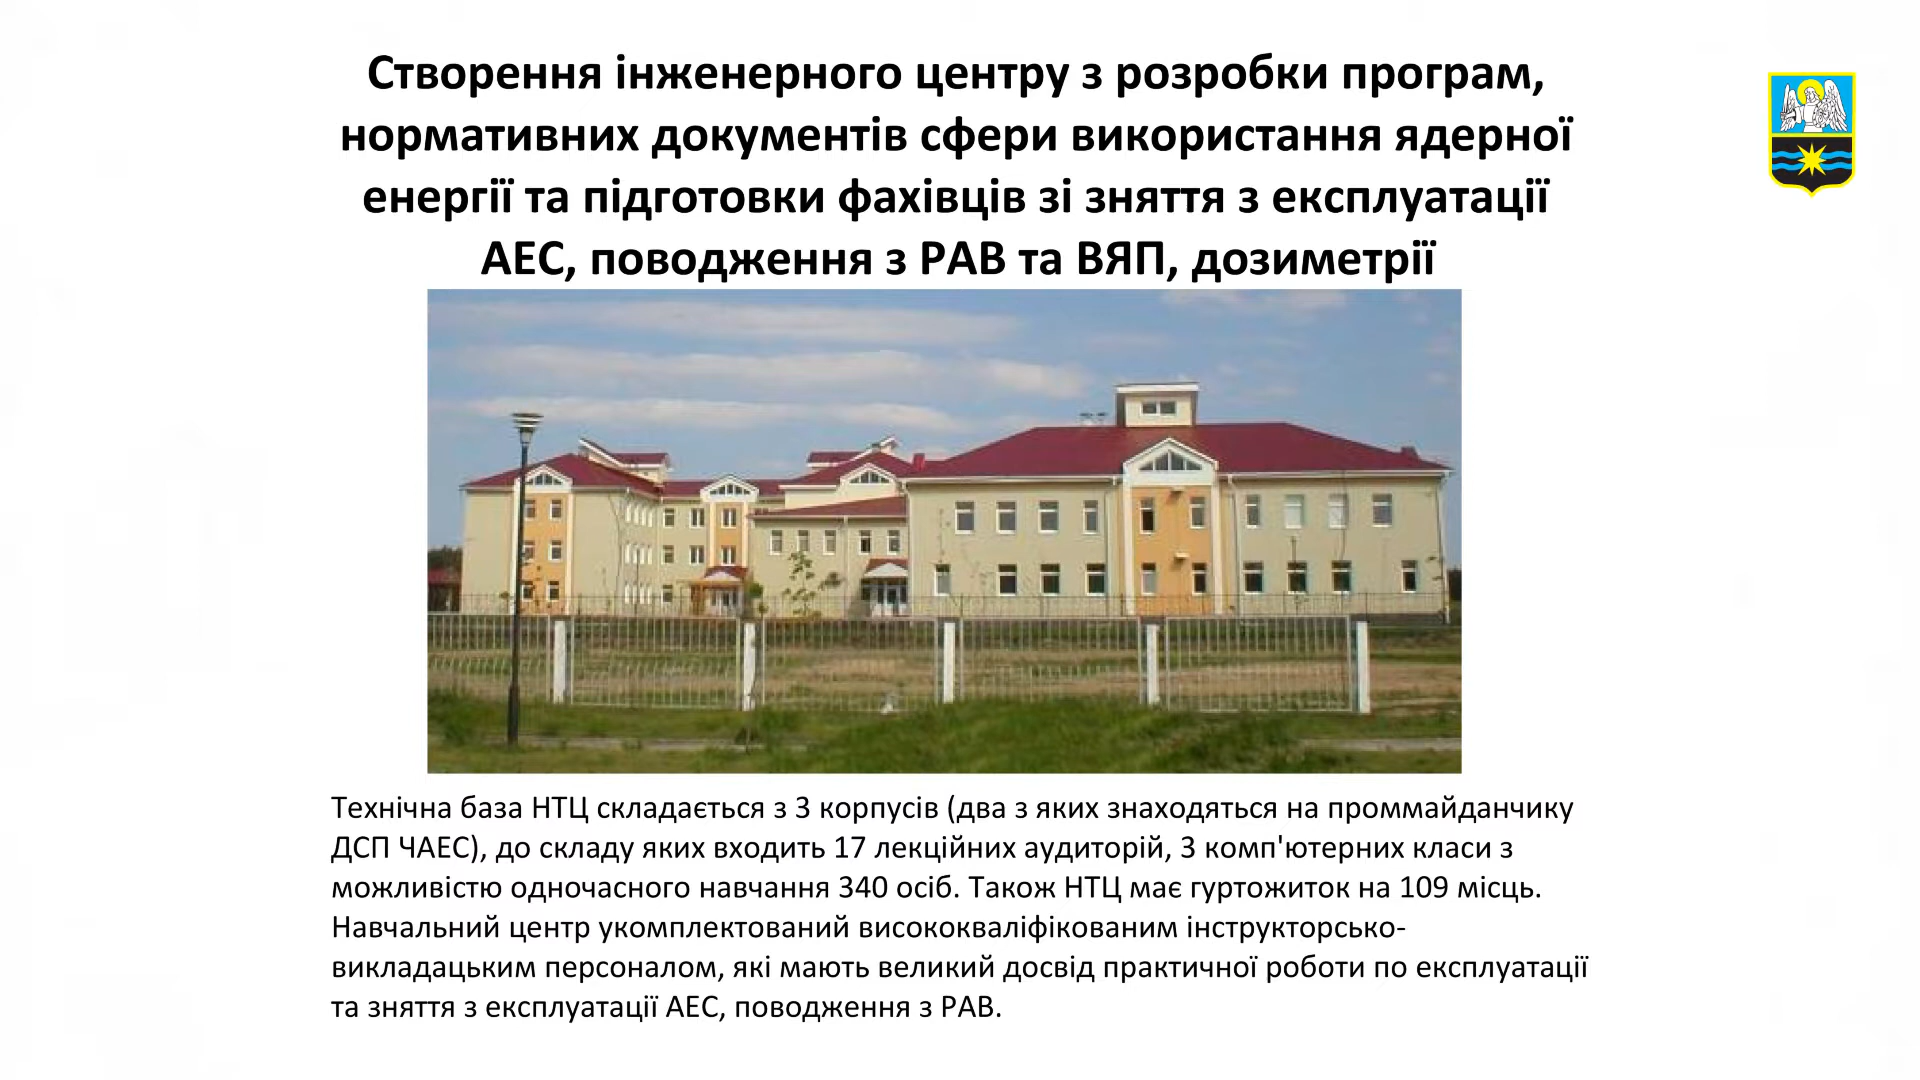 Створення інженерного центру з розробки програм,
нормативних документів сфери використання ядерної
енергії та підготовки фахівців зі зняття з експлуатації
АЕС, поводження з РАВ та ВЯП, дозиметрії
Технічна база НТЦ складається з 3 корпусів (два з яких знаходяться на проммайданчику
ДСП ЧАЕС), до складу яких входить 17 лекційних аудиторій, 3 комп'ютерних класи з
можливістю одночасного навчання 340 осіб. Також НТЦ має гуртожиток на 109 місць.
Навчальний центр укомплектований висококваліфікованим інструкторсько-
викладацьким персоналом, які мають великий досвід практичної роботи по експлуатації
та зняття з експлуатації АЕС, поводження з РАВ.